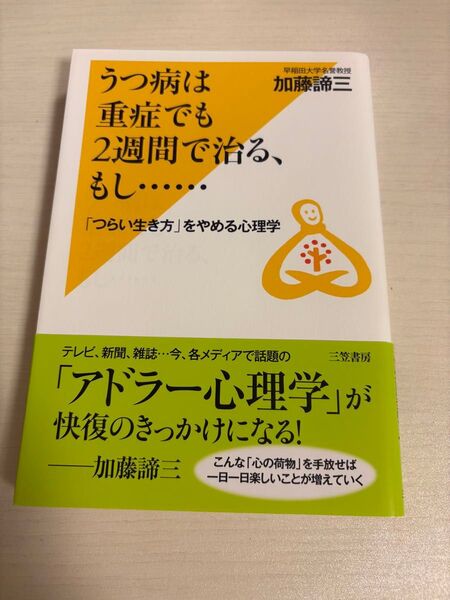 早稲田大学名誉教授
加藤諦三
うつ病は
重症でも
2週間で治る、
もし……
「つらい生き方」をやめる心理学
テレビ、新聞、雑誌…今、各メディアで話題の
三笠書房
「アドラー心理学」が
快復のきっかけになる!
──加藤諦三
こんな「心の荷物」を手放せば
一日一日楽しいことが増えていく